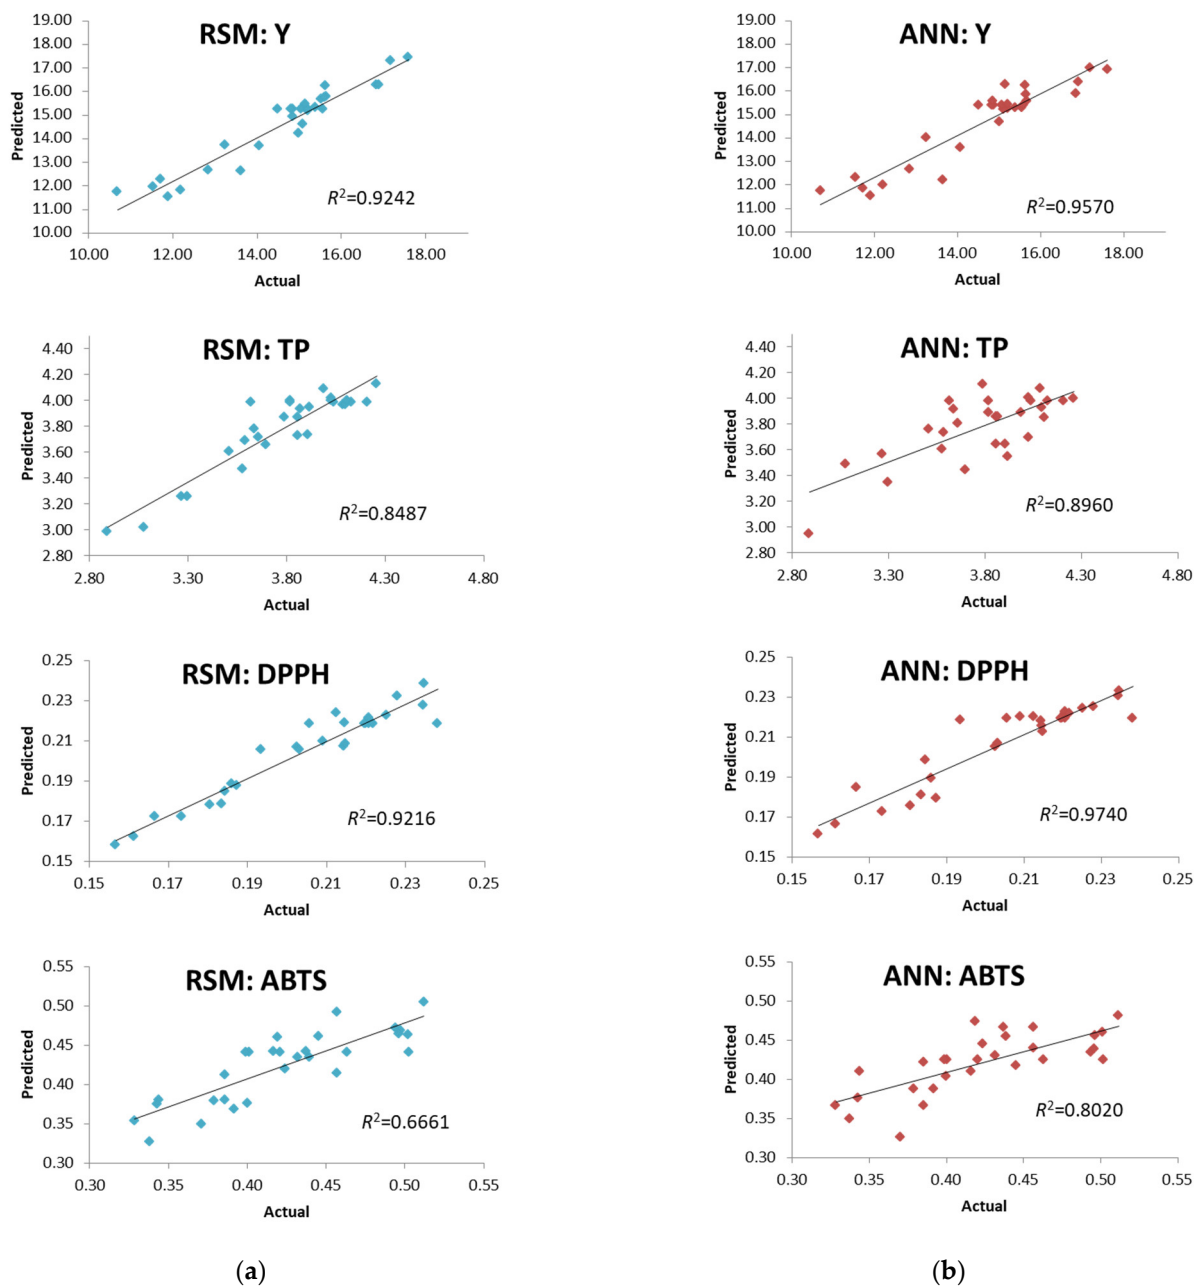 RSM: Y
Predicted
19.00
18.00
17.00
16.00
15.00
14.00
13.00
12.00
11.00
10.00
R²=0.9242
10.00 12.00 14.00 16.00 18.00
Actual
ANN: Y
Predicted
19.00
18.00
17.00
16.00
15.00
14.00
13.00
12.00
11.00
10.00
R²=0.9570
10.00 12.00 14.00 16.00 18.00
Actual
RSM: TP
Predicted
4.40
4.20
4.00
3.80
3.60
3.40
3.20
3.00
2.80
R²=0.8487
2.80 3.30 3.80 4.30 4.80
Actual
ANN: TP
Predicted
4.40
4.20
4.00
3.80
3.60
3.40
3.20
3.00
2.80
R²=0.8960
2.80 3.30 3.80 4.30 4.80
Actual
RSM: DPPH
Predicted
0.25
0.23
0.21
0.19
0.17
0.15
R²=0.9216
0.15 0.17 0.19 0.21 0.23 0.25
Actual
ANN: DPPH
Predicted
0.25
0.23
0.21
0.19
0.17
0.15
R²=0.9740
0.15 0.17 0.19 0.21 0.23 0.25
Actual
RSM: ABTS
Predicted
0.55
0.50
0.45
0.40
0.35
0.30
R²=0.6661
0.30 0.35 0.40 0.45 0.50 0.55
Actual
ANN: ABTS
Predicted
0.55
0.50
0.45
0.40
0.35
0.30
R²=0.8020
0.30 0.35 0.40 0.45 0.50 0.55
Actual
(a)
(b)